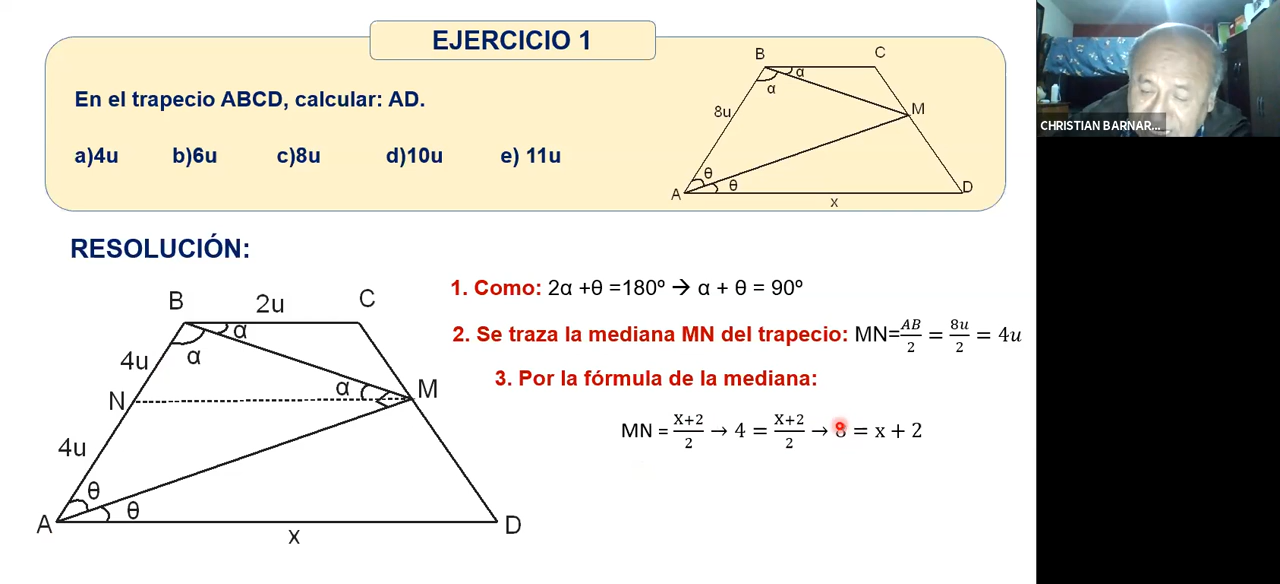 EJERCICIO 1
En el trapecio ABCD, calcular: AD.
a)4u b)6u c)8u d)10u e) 11u
B
C
α
α
8u
M
θ
θ
A
D
x
CHRISTIAN BARNAR...
RESOLUCIÓN:
B
2u
C
α
4u
α
α
M
N
4u
θ
θ
A
D
x
1. Como: 2α +θ =180º → α + θ = 90º
2. Se traza la mediana MN del trapecio: MN=AB/2 = 8u/2 = 4u
3. Por la fórmula de la mediana:
MN = X+2/2 → 4 = X+2/2 → 8 = x + 2